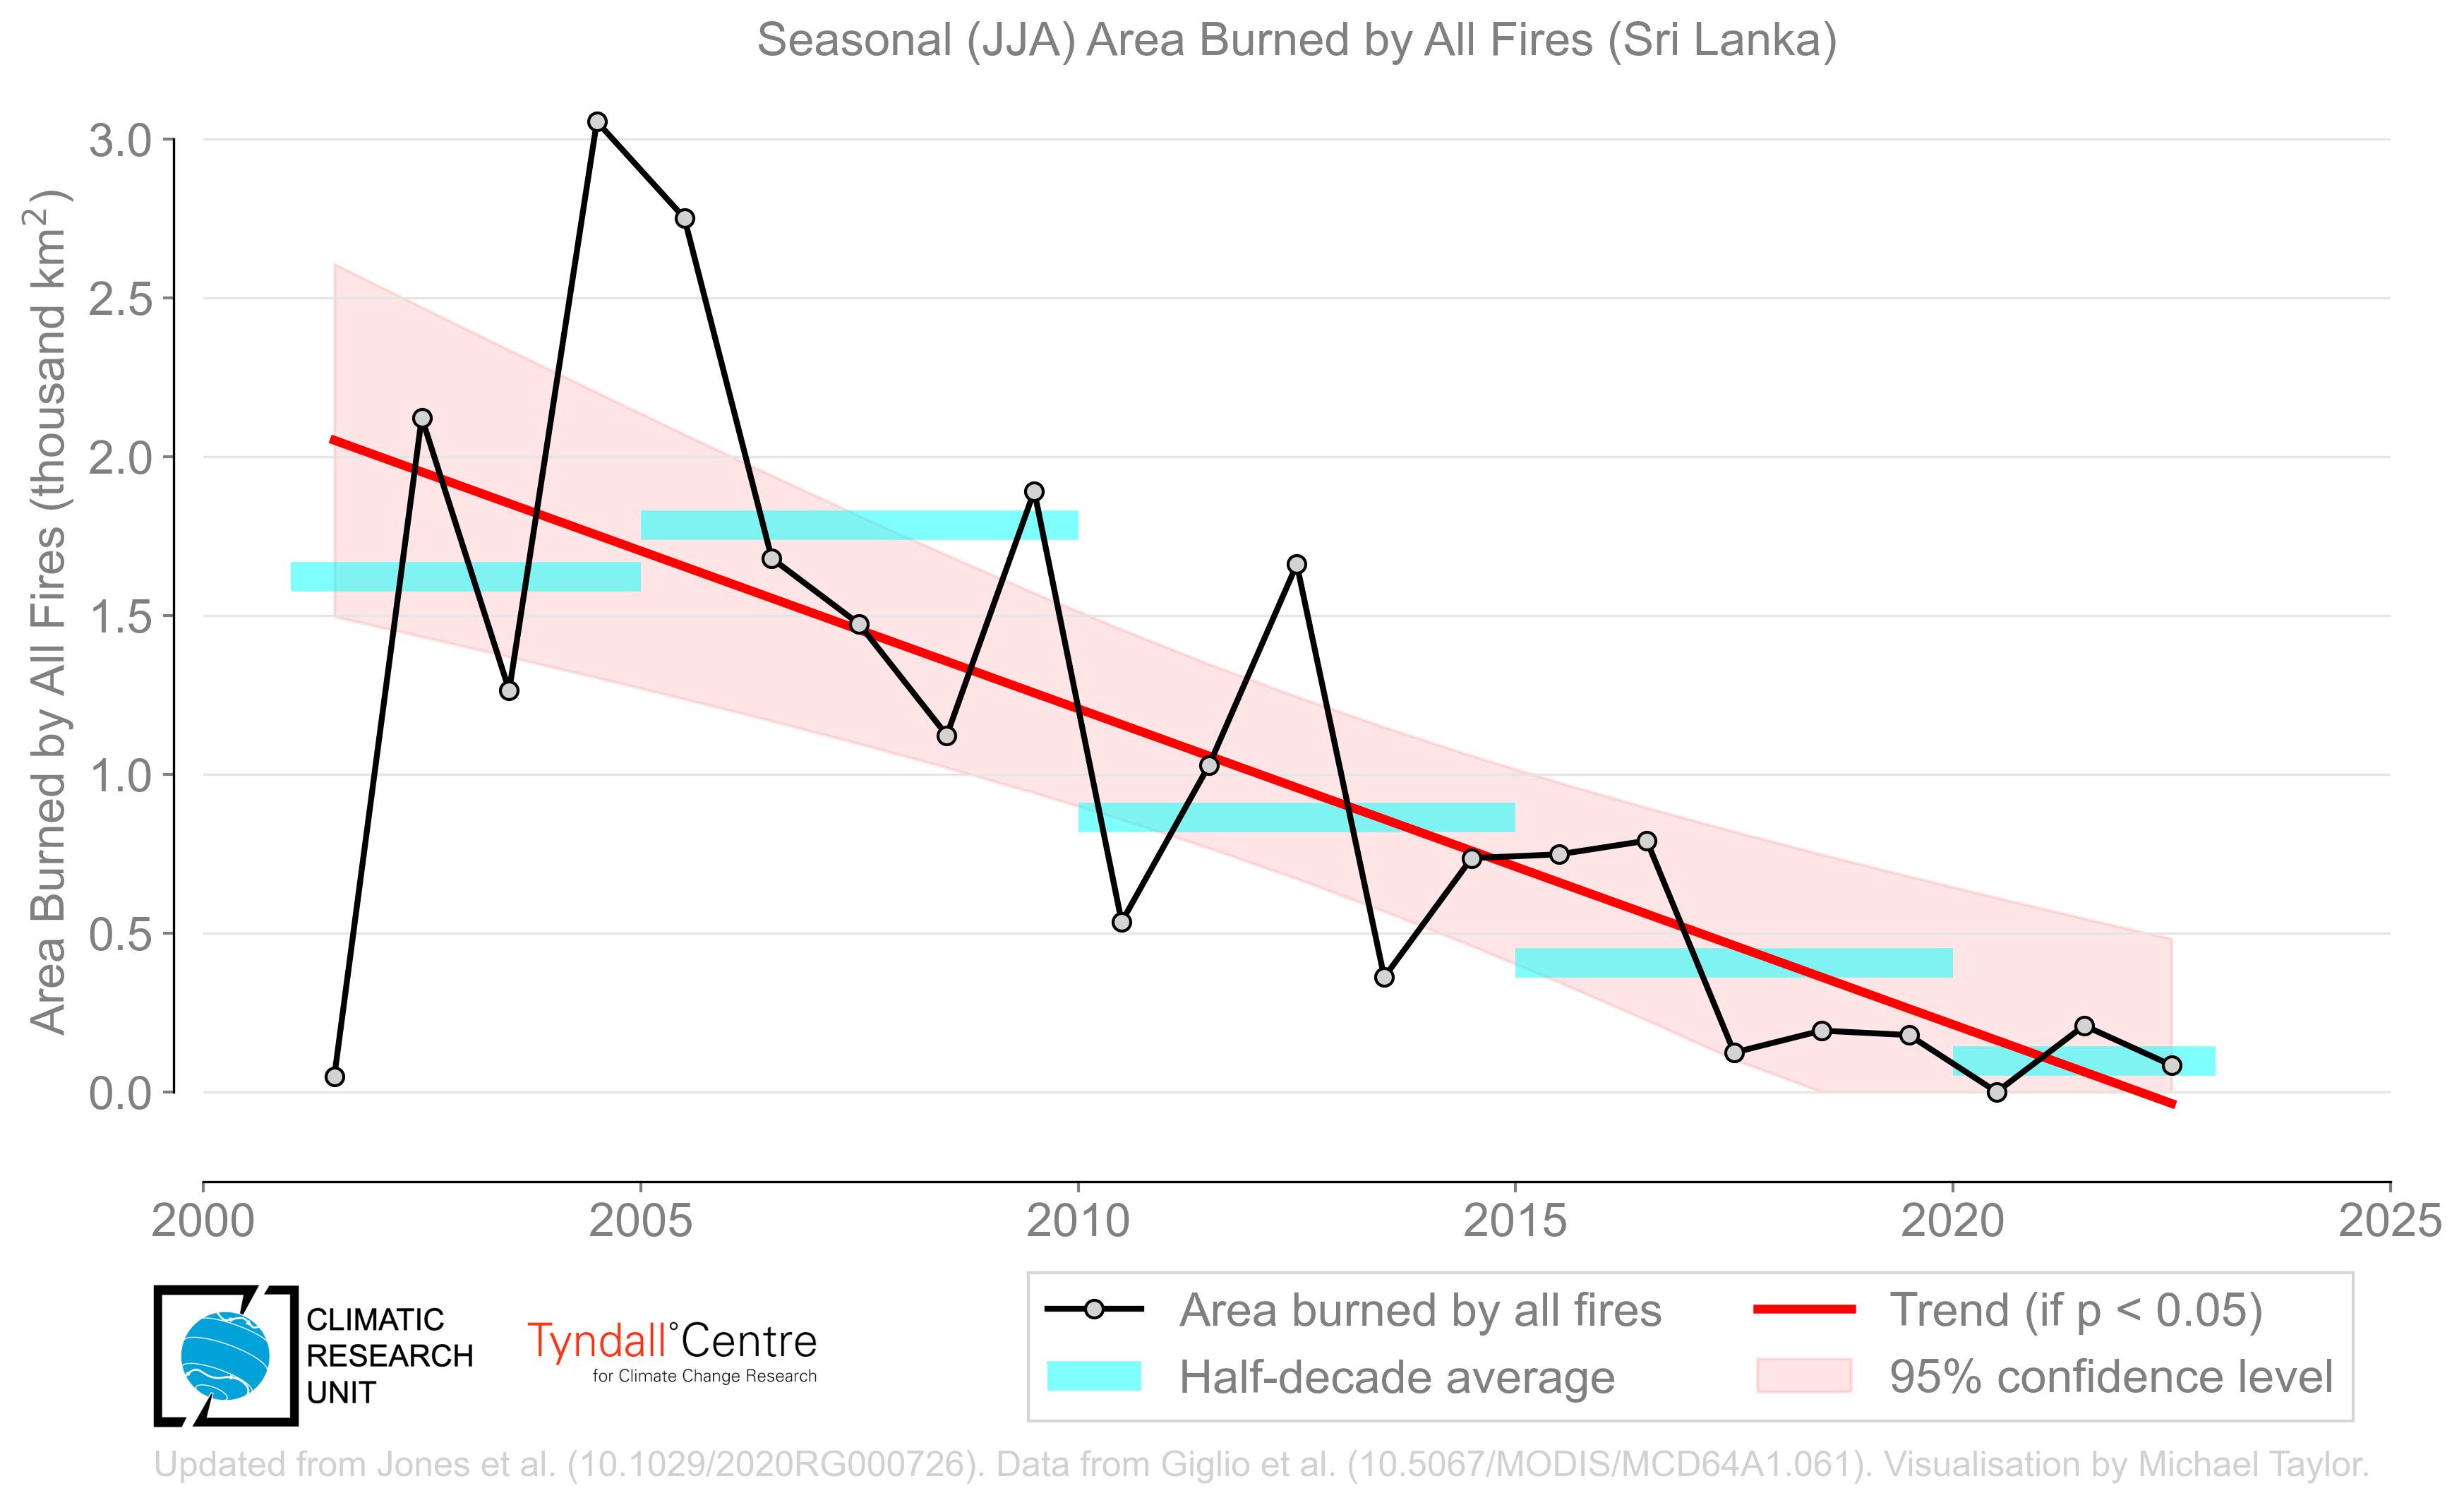 Seasonal (JJA) Area Burned by All Fires (Sri Lanka)
Area Burned by All Fires (thousand km²)
3.0
2.5
2.0
1.5
1.0
0.5
0.0
2000 2005 2010 2015 2020 2025
CLIMATIC
RESEARCH
UNIT
Tyndall°Centre
for Climate Change Research
Area burned by all fires
Half-decade average
Trend (if p < 0.05)
95% confidence level
Updated from Jones et al. (10.1029/2020RG000726). Data from Giglio et al. (10.5067/MODIS/MCD64A1.061). Visualisation by Michael Taylor.